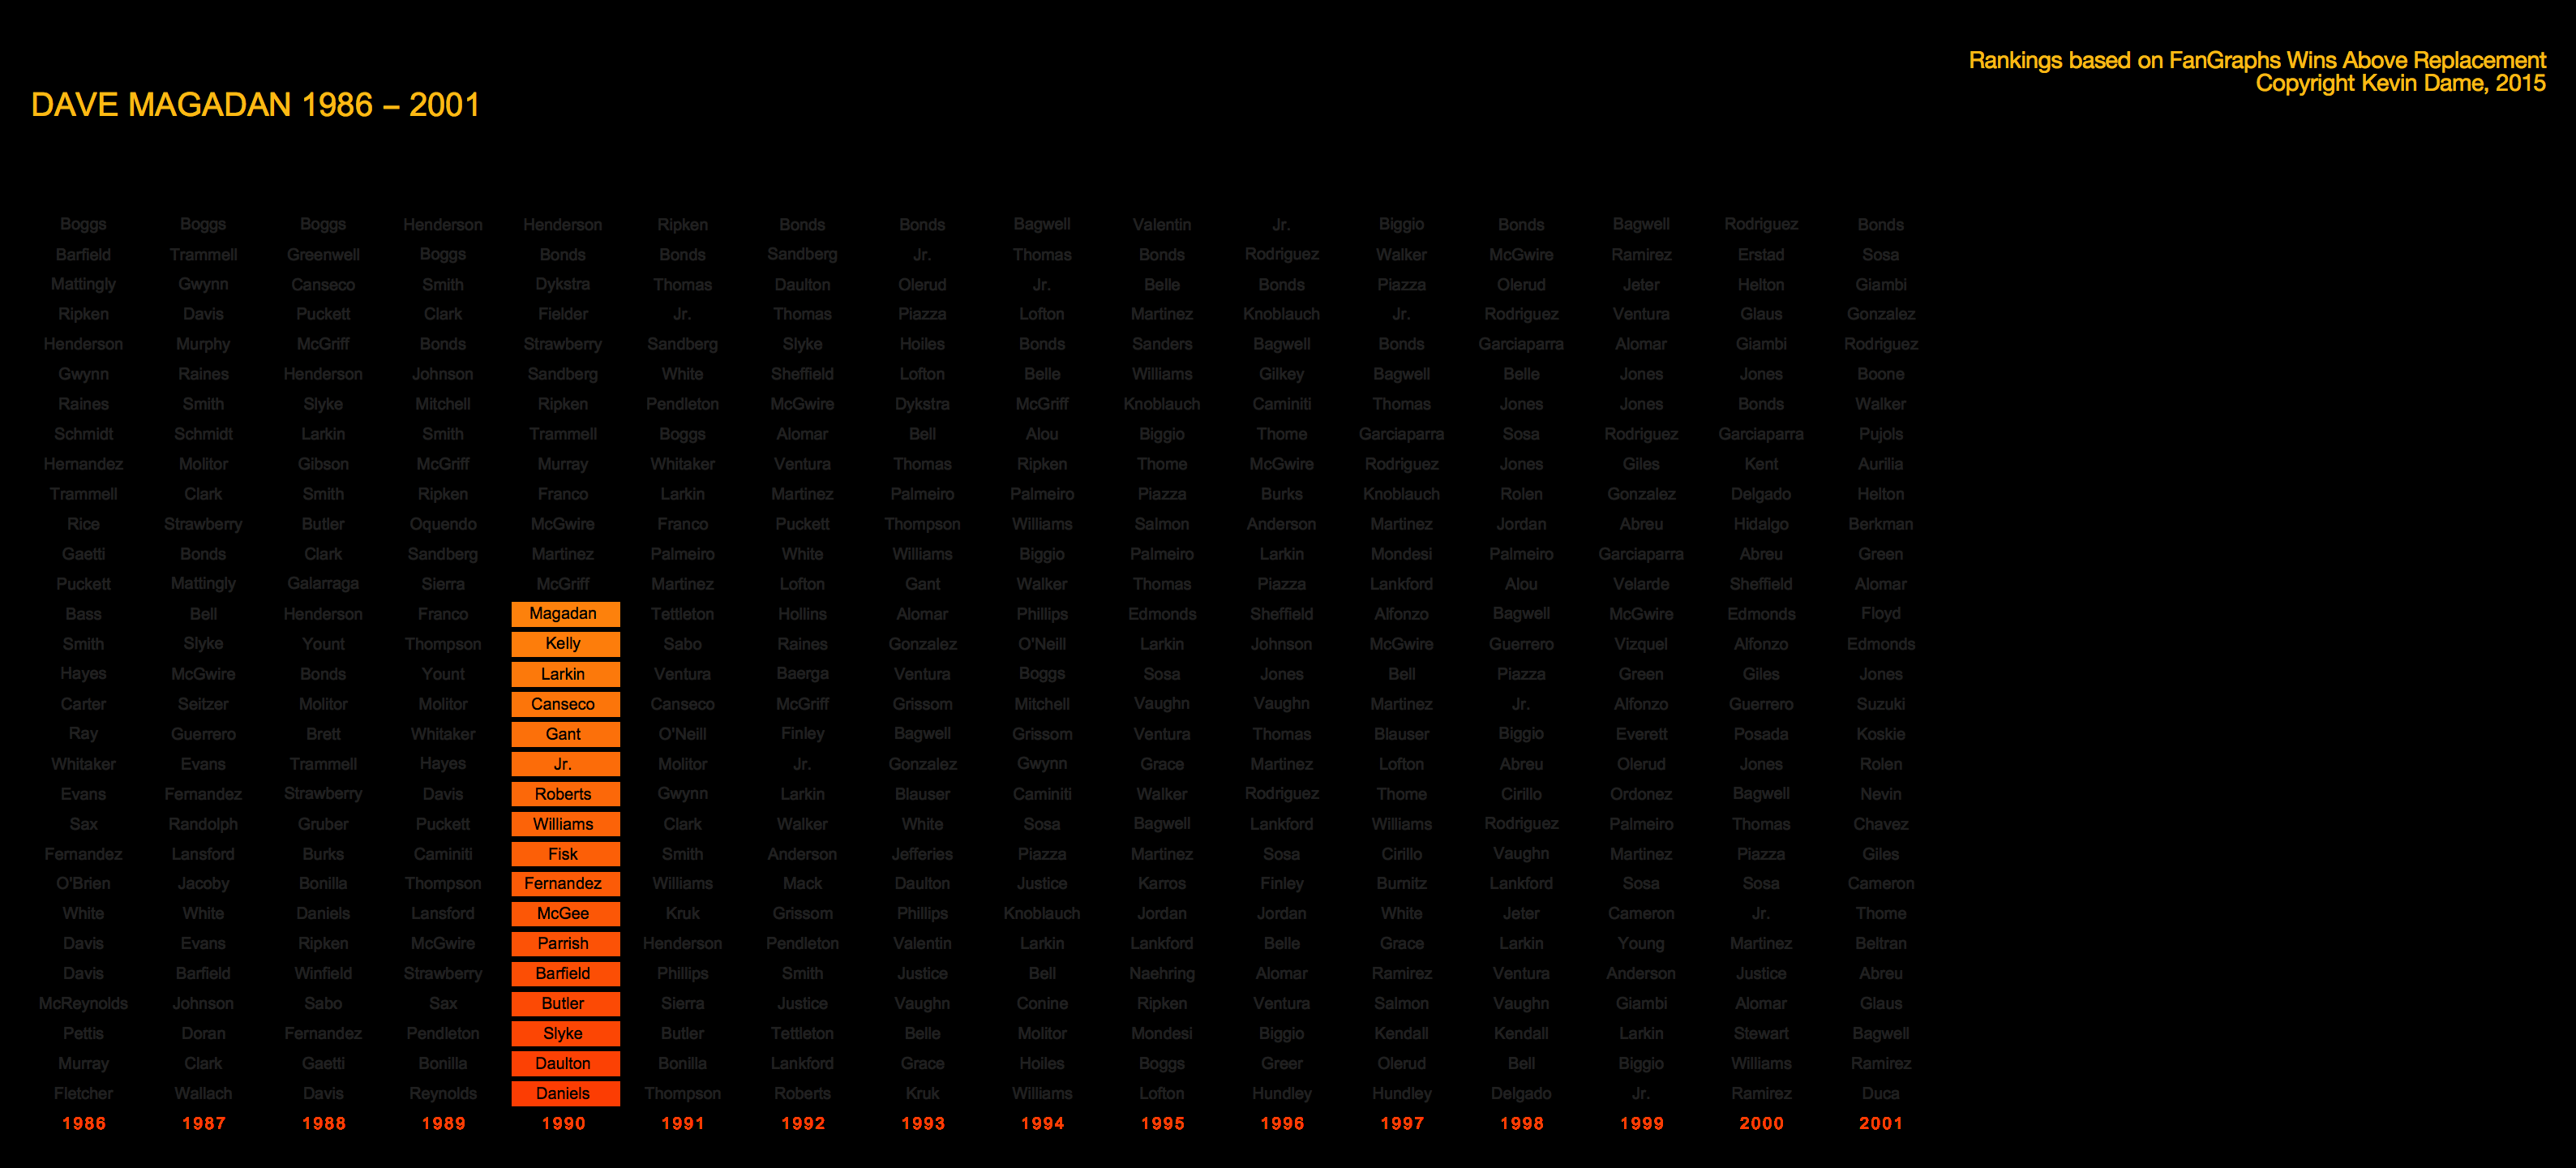 Rankings based on FanGraphs Wins Above Replacement
Copyright Kevin Dame, 2015
DAVE MAGADAN 1986 – 2001
Boggs Boggs Boggs Henderson Henderson Ripken Bonds Bonds Bagwell Valentin Jr. Biggio Bonds Bagwell Rodriguez Bonds
Barfield Trammell Greenwell Boggs Bonds Bonds Sandberg Jr. Thomas Bonds Rodriguez Walker McGwire Ramirez Erstad Sosa
Mattingly Gwynn Canseco Smith Dykstra Thomas Daulton Olerud Jr. Belle Bonds Piazza Olerud Jeter Helton Giambi
Ripken Davis Puckett Clark Fielder Jr. Thomas Piazza Lofton Martinez Knoblauch Jr. Rodriguez Ventura Glaus Gonzalez
Henderson Murphy McGriff Bonds Strawberry Sandberg Slyke Hoiles Bonds Sanders Bagwell Bonds Garciaparra Alomar Giambi Rodriguez
Gwynn Raines Henderson Johnson Sandberg White Sheffield Lofton Belle Williams Gilkey Bagwell Belle Jones Jones Boone
Raines Smith Slyke Mitchell Ripken Pendleton McGwire Dykstra McGriff Knoblauch Caminiti Thomas Jones Jones Bonds Walker
Schmidt Schmidt Larkin Smith Trammell Boggs Alomar Bell Alou Biggio Thome Garciaparra Sosa Rodriguez Garciaparra Pujols
Hernandez Molitor Gibson McGriff Murray Whitaker Ventura Thomas Ripken Thome McGwire Rodriguez Jones Giles Kent Aurilia
Trammell Clark Smith Ripken Franco Larkin Martinez Palmeiro Palmeiro Piazza Burks Knoblauch Rolen Gonzalez Delgado Helton
Rice Strawberry Butler Oquendo McGwire Franco Puckett Thompson Williams Salmon Anderson Martinez Jordan Abreu Hidalgo Berkman
Gaetti Bonds Clark Sandberg Martinez Palmeiro White Williams Biggio Palmeiro Larkin Mondesi Palmeiro Garciaparra Abreu Green
Puckett Mattingly Galarraga Sierra McGriff Martinez Lofton Gant Walker Thomas Piazza Lankford Alou Velarde Sheffield Alomar
Bass Bell Henderson Franco Magadan Tettleton Hollins Alomar Phillips Edmonds Sheffield Alfonzo Bagwell McGwire Edmonds Floyd
Smith Slyke Yount Thompson Kelly Sabo Raines Gonzalez O'Neill Larkin Johnson McGwire Guerrero Vizquel Alfonzo Edmonds
Hayes McGwire Bonds Yount Larkin Ventura Baerga Ventura Boggs Sosa Jones Bell Piazza Green Giles Jones
Carter Seitzer Molitor Molitor Canseco Canseco McGriff Grissom Mitchell Vaughn Vaughn Martinez Jr. Alfonzo Guerrero Suzuki
Ray Guerrero Brett Whitaker Gant O'Neill Finley Bagwell Grissom Ventura Thomas Blauser Biggio Everett Posada Koskie
Whitaker Evans Trammell Hayes Jr. Molitor Jr. Gonzalez Gwynn Grace Martinez Lofton Abreu Olerud Jones Rolen
Evans Fernandez Strawberry Davis Roberts Gwynn Larkin Blauser Caminiti Walker Rodriguez Thome Cirillo Ordonez Bagwell Nevin
Sax Randolph Gruber Puckett Williams Clark Walker White Sosa Bagwell Lankford Williams Rodriguez Palmeiro Thomas Chavez
Fernandez Lansford Burks Caminiti Fisk Smith Anderson Jefferies Piazza Martinez Sosa Cirillo Vaughn Martinez Piazza Giles
O'Brien Jacoby Bonilla Thompson Fernandez Williams Mack Daulton Justice Karros Finley Burnitz Lankford Sosa Sosa Cameron
White White Daniels Lansford McGee Kruk Grissom Phillips Knoblauch Jordan Jordan White Jeter Cameron Jr. Thome
Davis Evans Ripken McGwire Parrish Henderson Pendleton Valentin Larkin Lankford Belle Grace Larkin Young Martinez Beltran
Davis Barfield Winfield Strawberry Barfield Phillips Smith Justice Bell Naehring Alomar Ramirez Ventura Anderson Justice Abreu
McReynolds Johnson Sabo Sax Butler Sierra Justice Vaughn Conine Ripken Ventura Salmon Vaughn Giambi Alomar Glaus
Pettis Doran Fernandez Pendleton Slyke Butler Tettleton Belle Molitor Mondesi Biggio Kendall Kendall Larkin Stewart Bagwell
Murray Clark Gaetti Bonilla Daulton Bonilla Lankford Grace Hoiles Boggs Greer Olerud Bell Biggio Williams Ramirez
Fletcher Wallach Davis Reynolds Daniels Thompson Roberts Kruk Williams Lofton Hundley Hundley Delgado Jr. Ramirez Duca
1986 1987 1988 1989 1990 1991 1992 1993 1994 1995 1996 1997 1998 1999 2000 2001